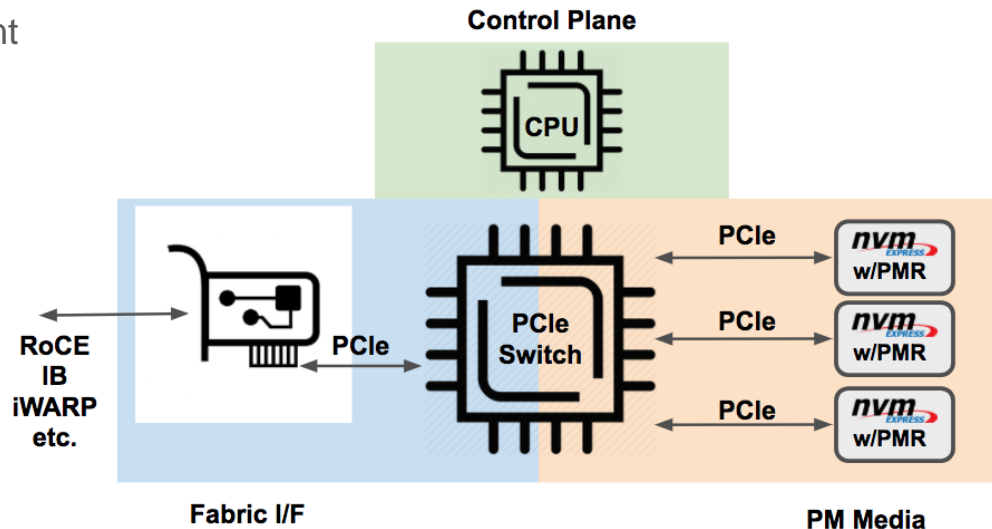 nt
Control Plane
CPU
PCIe
nvm
EXPRESS
w/PMR
PCIe
Switch
PCIe
nvm
EXPRESS
w/PMR
RoCE
IB
iWARP
etc.
PCIe
PCIe
nvm
EXPRESS
w/PMR
Fabric I/F
PM Media